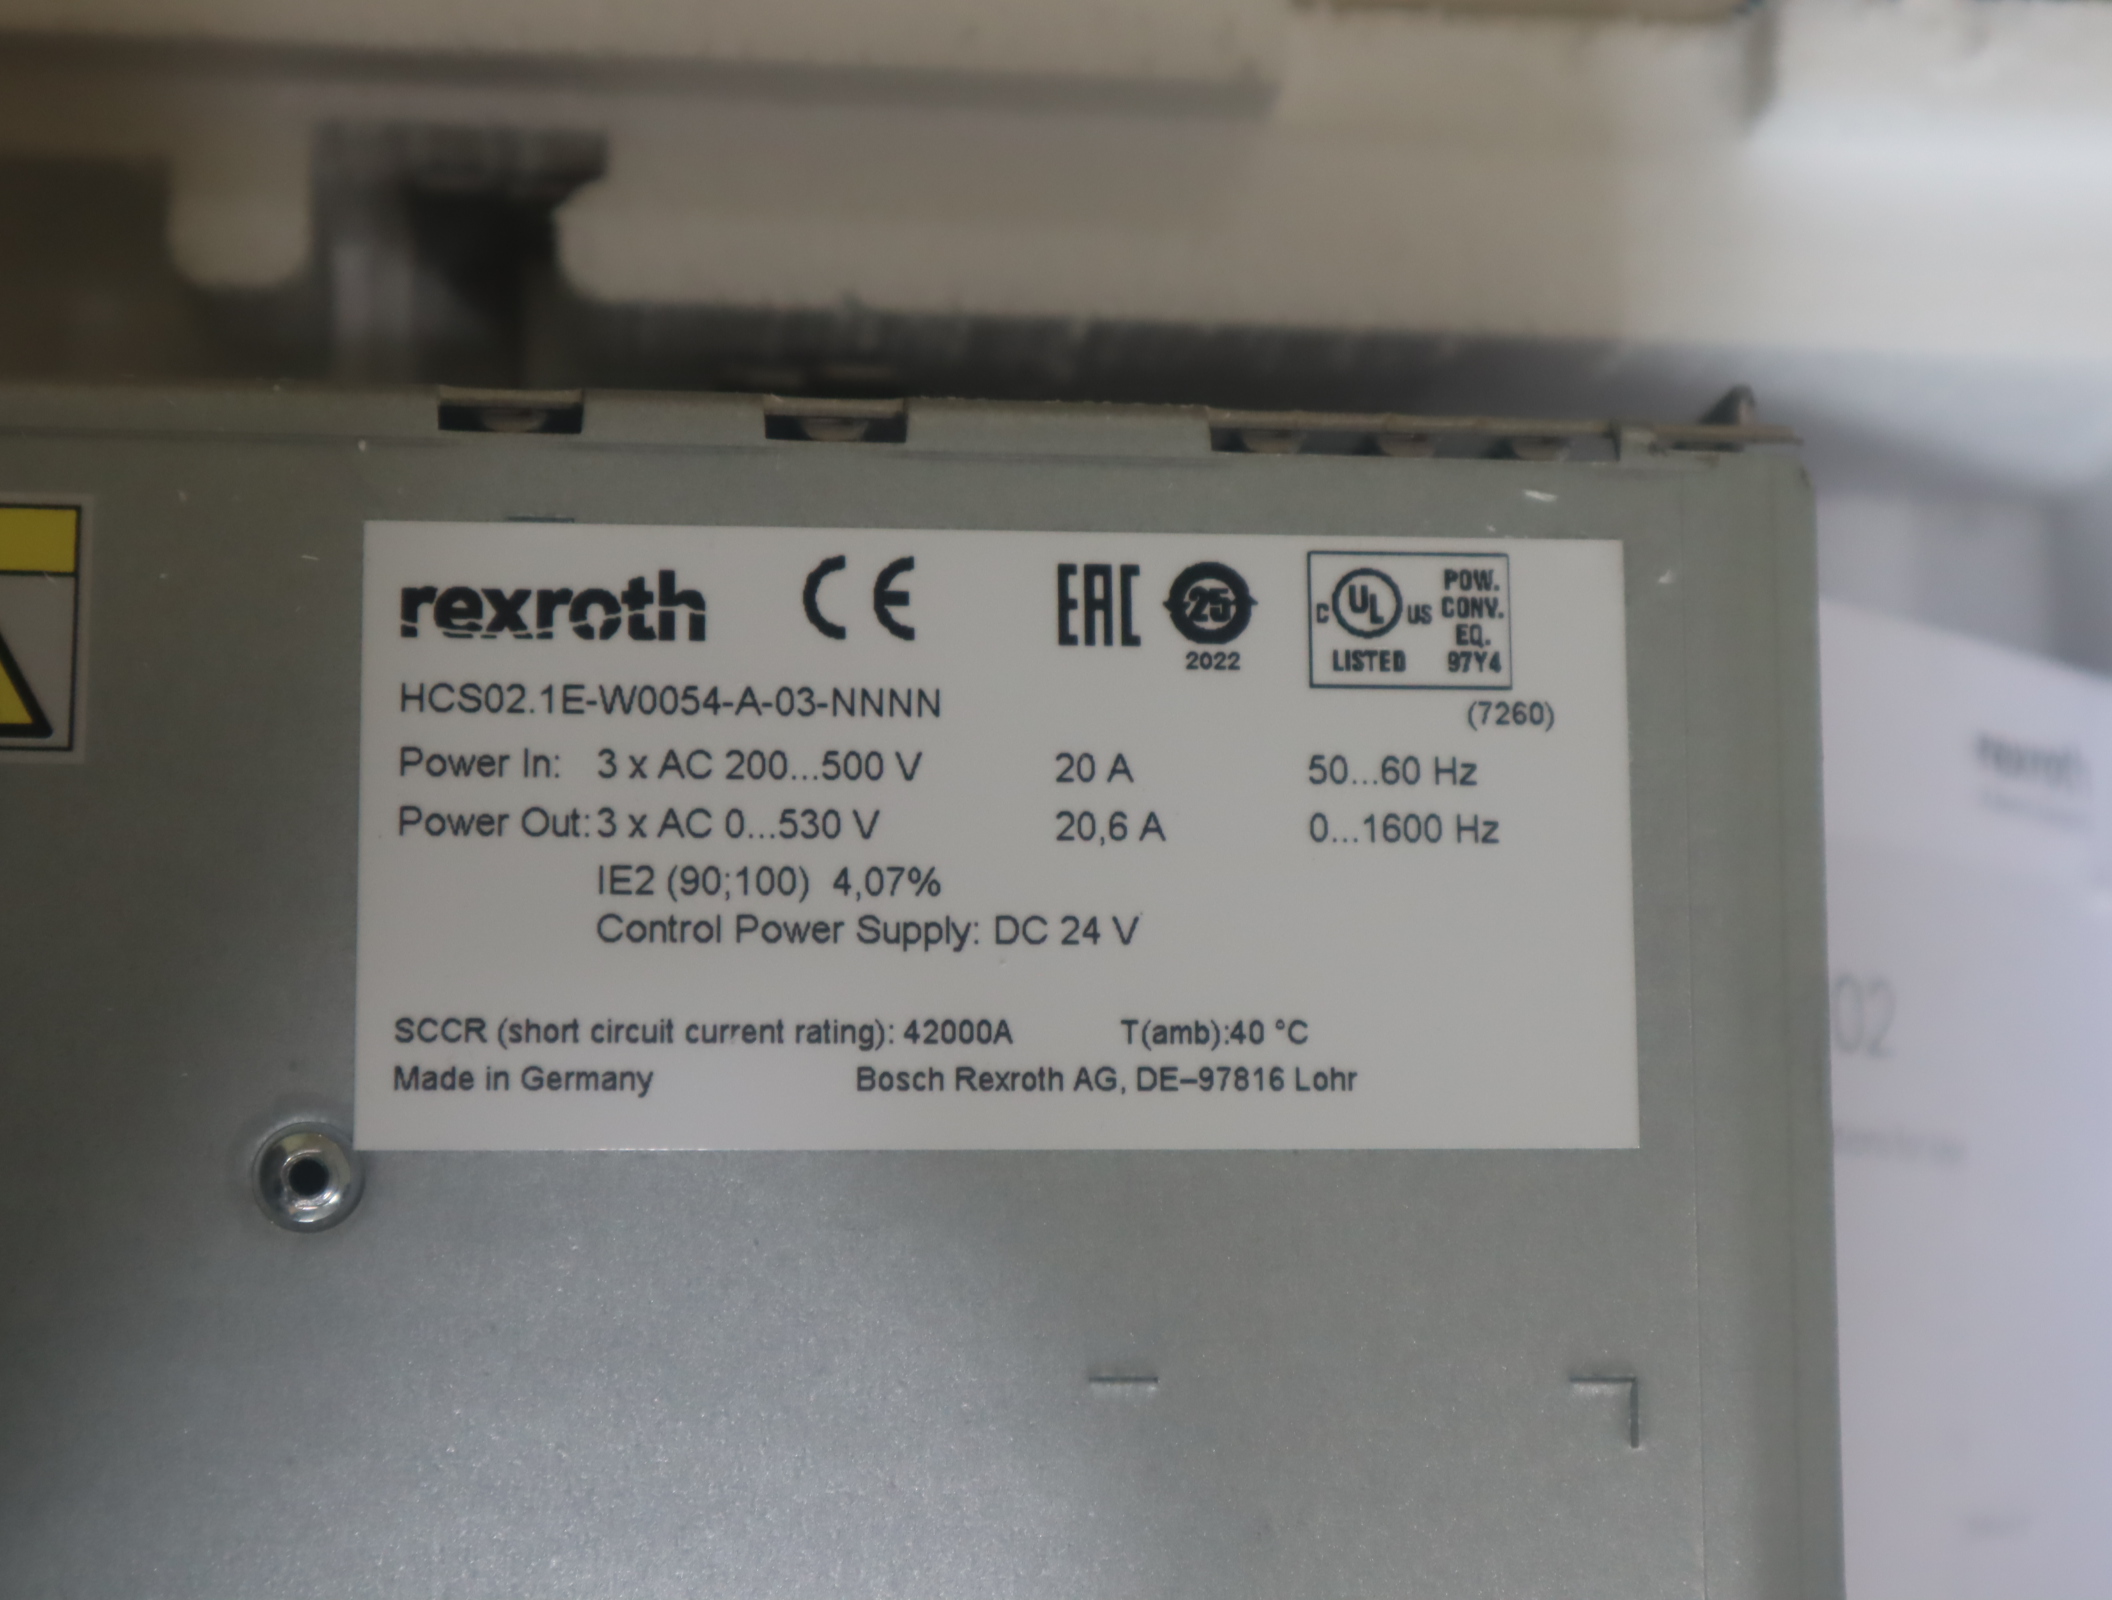 rexroth CE EAC 25 2022
C UL US LISTED POW. CONV. EQ. 97Y4
HCS02.1E-W0054-A-03-NNNN
(7260)
Power In: 3 x AC 200...500 V 20 A 50...60 Hz
Power Out: 3 x AC 0...530 V 20,6 A 0...1600 Hz
IE2 (90;100) 4,07%
Control Power Supply: DC 24 V
SCCR (short circuit current rating): 42000A T(amb):40 °C
Made in Germany Bosch Rexroth AG, DE–97816 Lohr
rexroth
02